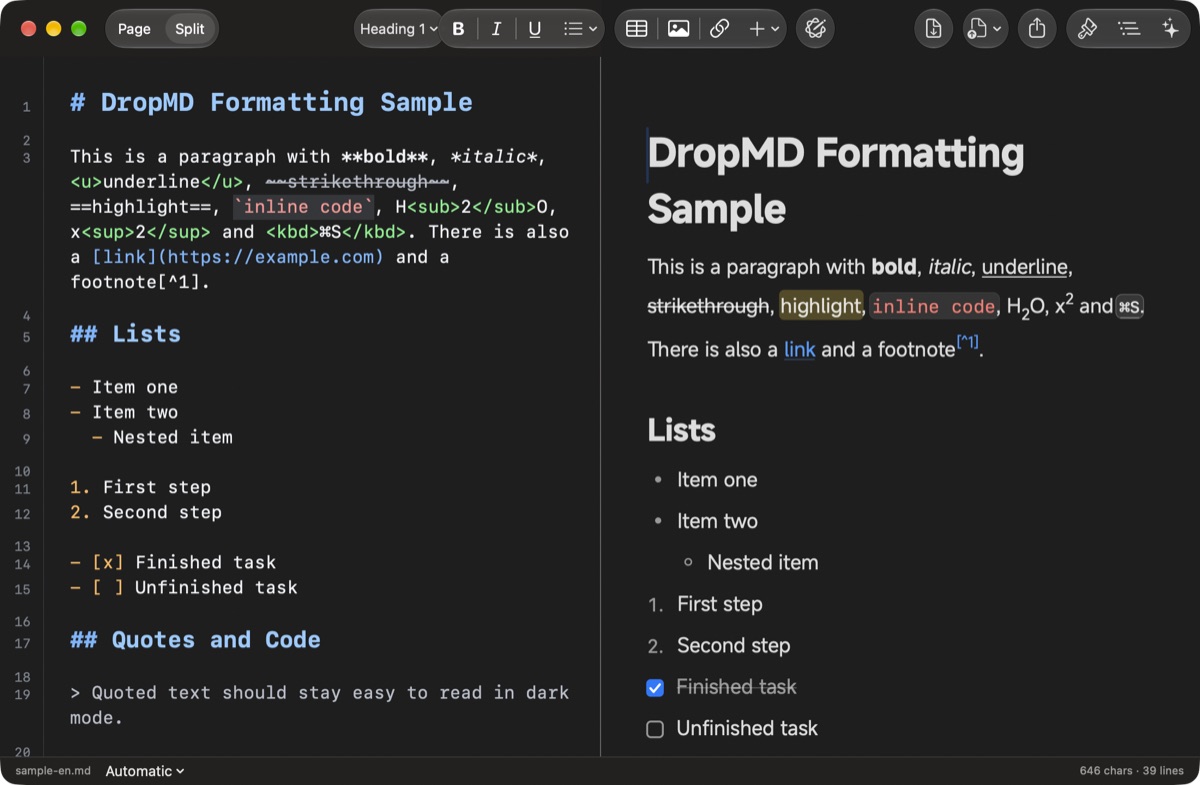 Page Split Heading 1 B I U
1 # DropMD Formatting Sample
2
3 This is a paragraph with **bold**, *italic*,
<u>underline</u>, ~~strikethrough~~,
==highlight==, `inline code`, H<sub>2</sub>O,
x<sup>2</sup> and <kbd>⌘S</kbd>. There is also
a [link](https://example.com) and a
footnote[^1].
4
5 ## Lists
6
7 - Item one
8 - Item two
9   - Nested item
10
11 1. First step
12 2. Second step
13
14 - [x] Finished task
15 - [ ] Unfinished task
16
17 ## Quotes and Code
18
19 > Quoted text should stay easy to read in dark
mode.
20
DropMD Formatting
Sample
This is a paragraph with bold, italic, underline,
strikethrough, highlight, inline code, H₂O, x² and ⌘S.
There is also a link and a footnote[^1].
Lists
• Item one
• Item two
◦ Nested item
1. First step
2. Second step
Finished task
Unfinished task
sample-en.md Automatic
646 chars · 39 lines